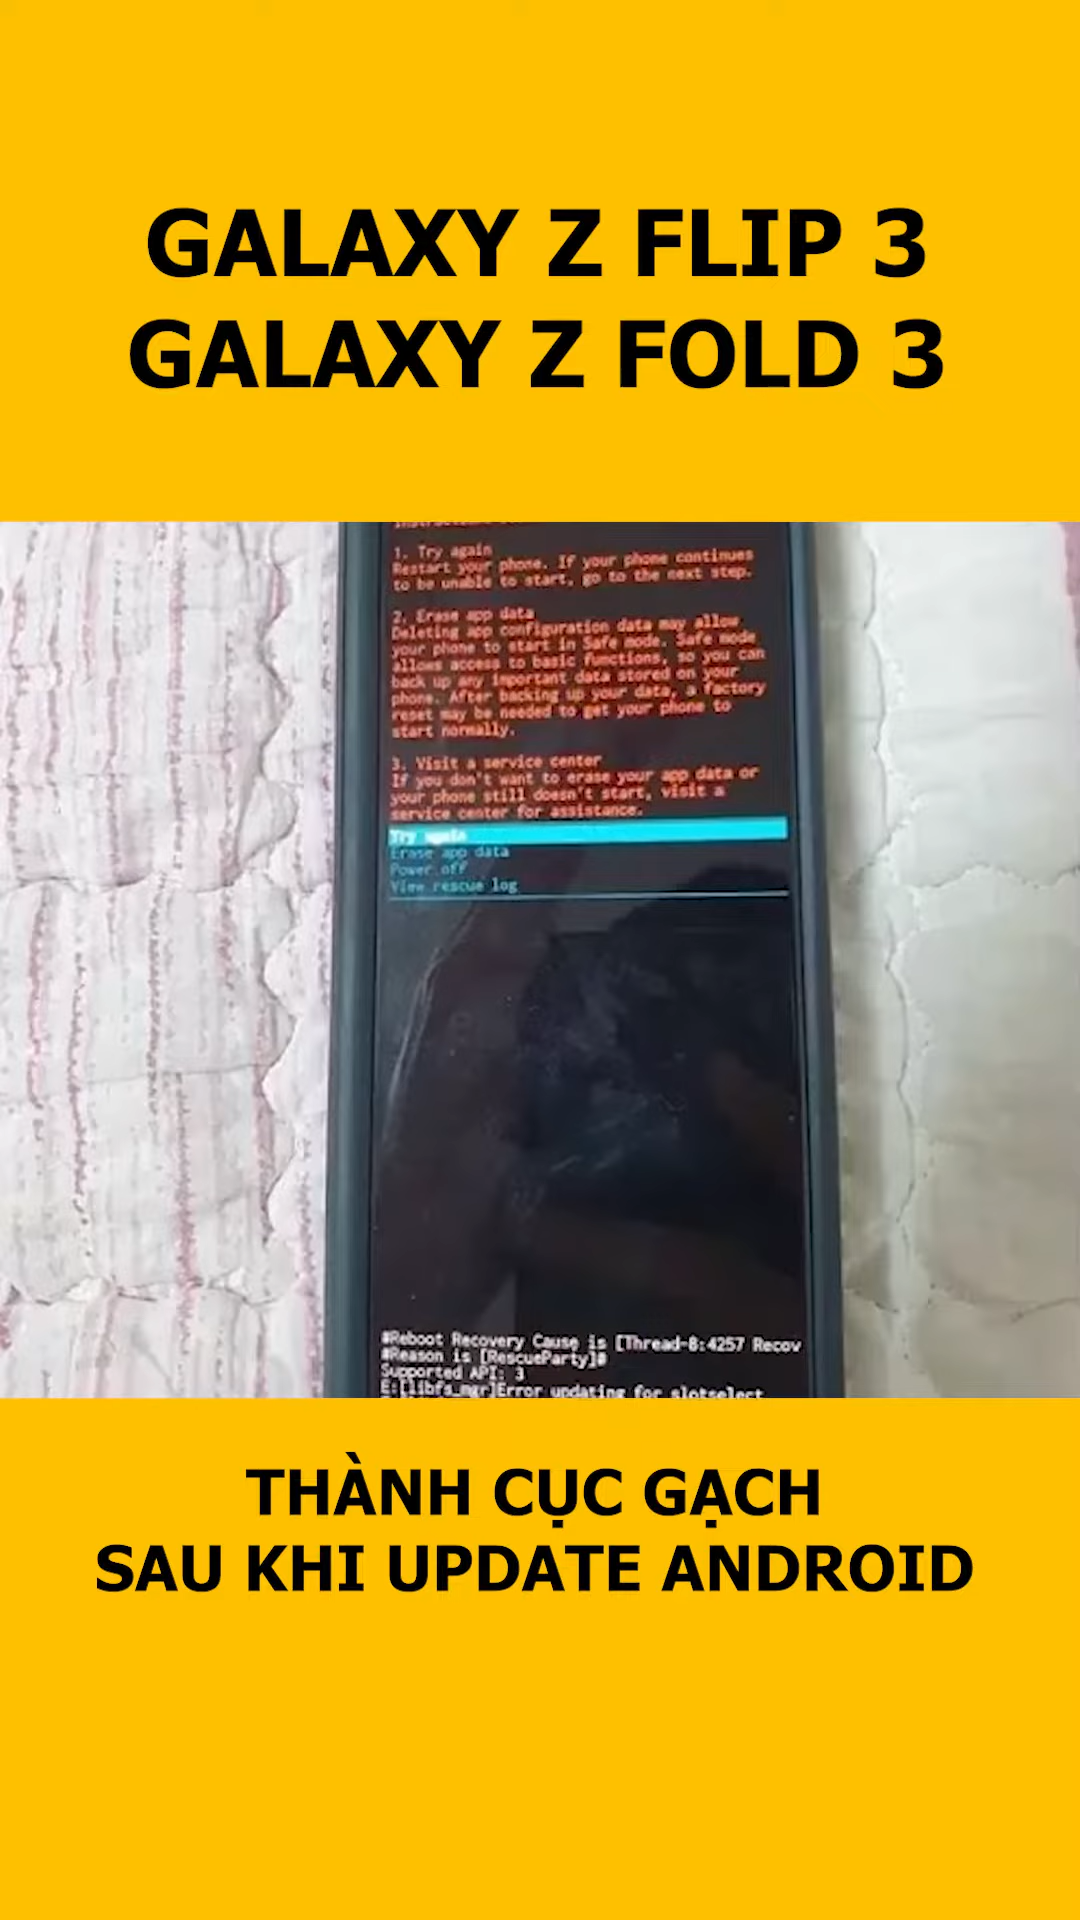 GALAXY Z FLIP 3
GALAXY Z FOLD 3
1. Try again
Restart your phone. If your phone continues
to be unable to start, go to the next step.
2. Erase app data
Deleting app configuration data may allow
your phone to start in Safe mode. Safe mode
allows access to basic functions, so you can
back up any important data stored on your
phone. After backing up your data, a factory
reset may be needed to get your phone to
start normally.
3. Visit a service center
If you don't want to erase your app data or
your phone still doesn't start, visit a
service center for assistance.
Try again
Erase app data
Power off
View rescue log
#Reboot Recovery Cause is [Thread-8:4257 Recov
#Reason is [RescueParty]#
Supported API: 3
E:[libfs_mgr]Error updating for slotselect
THÀNH CỤC GẠCH
SAU KHI UPDATE ANDROID